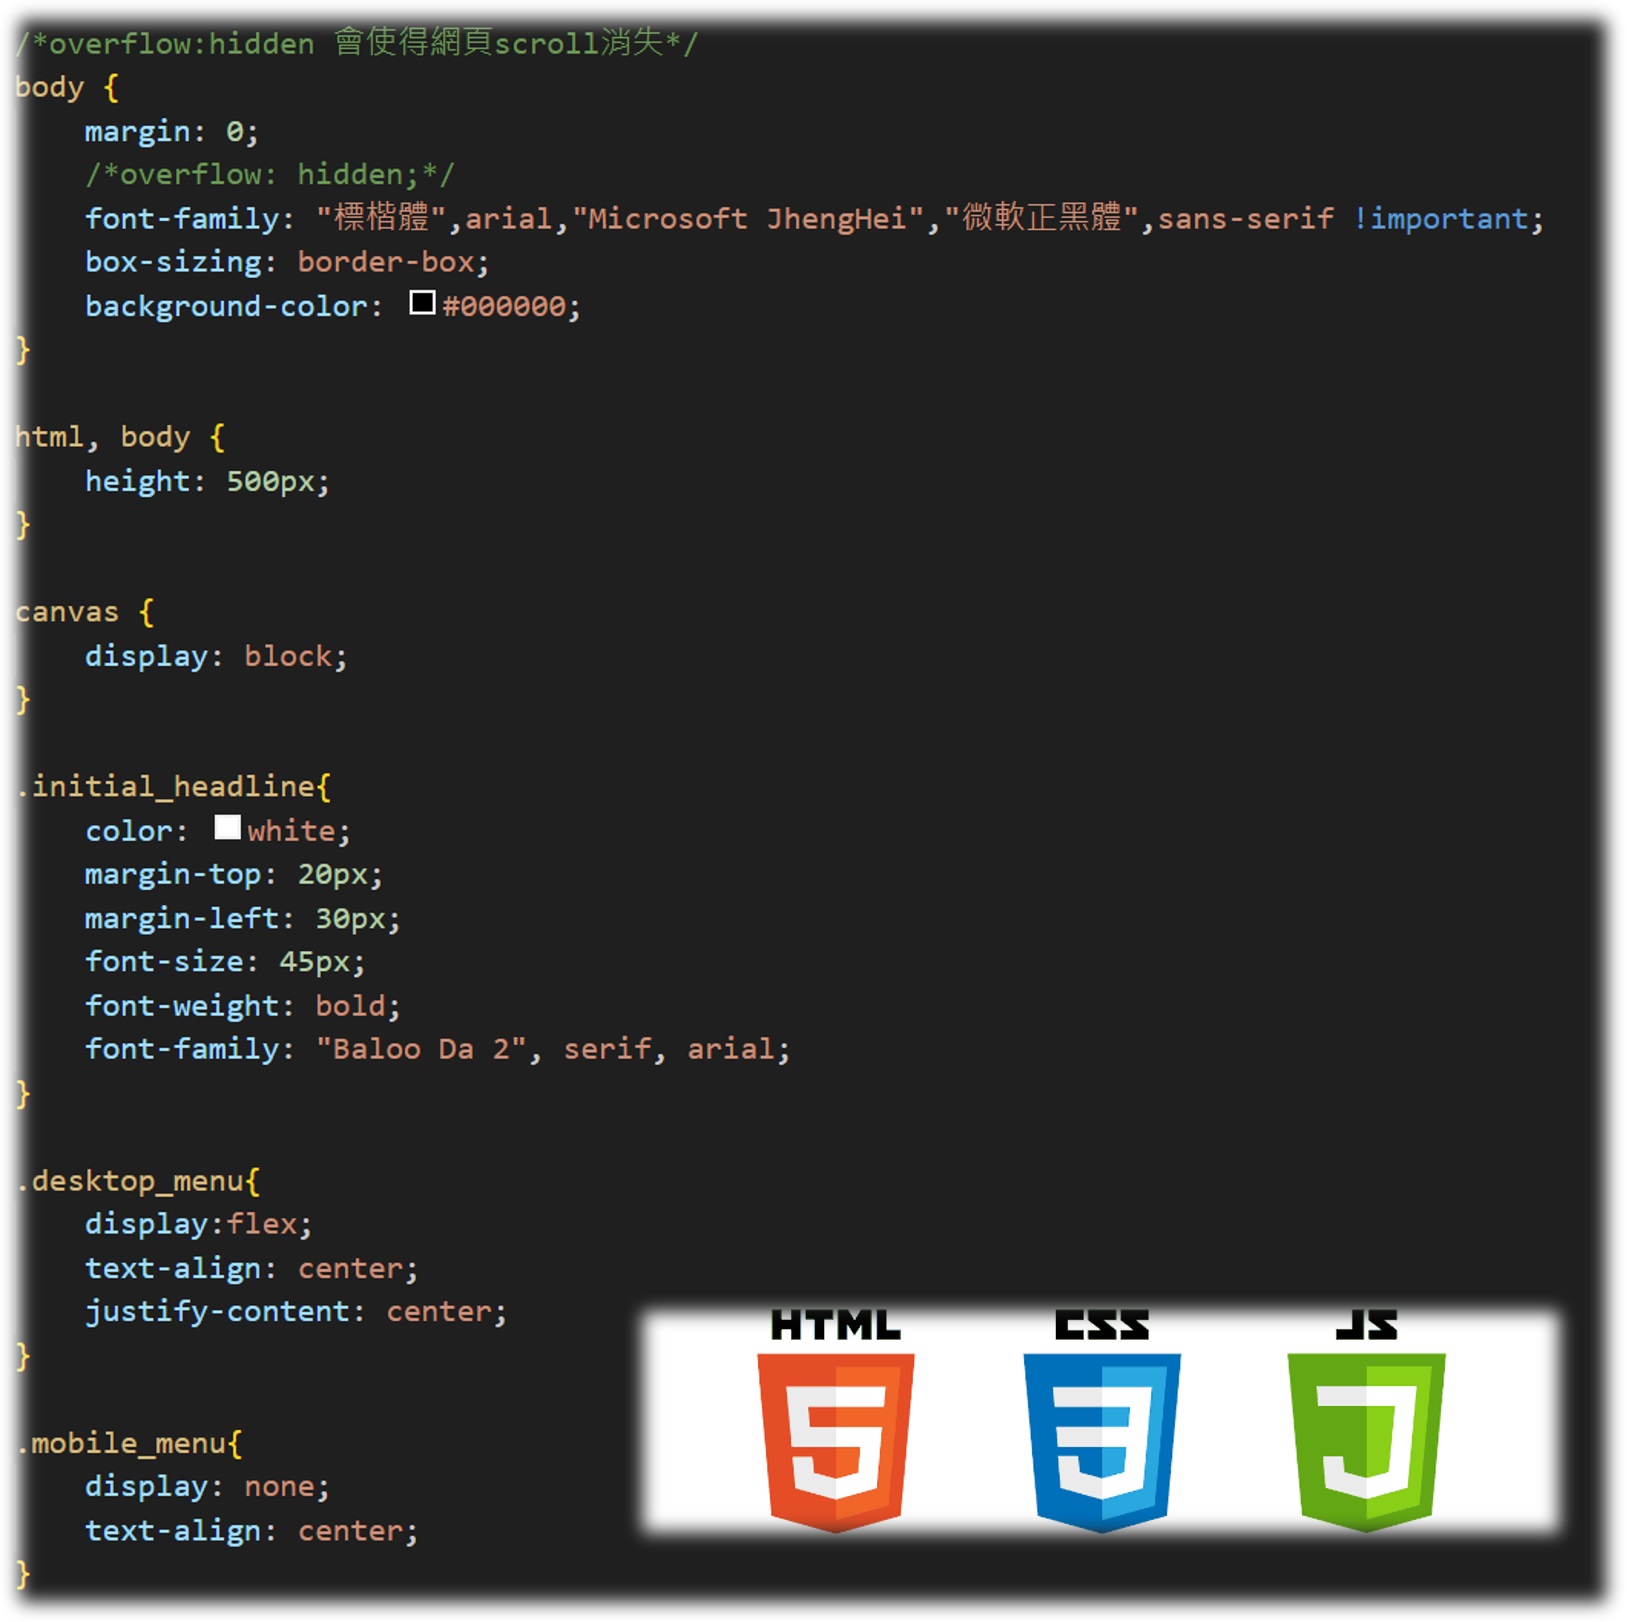 /*overflow:hidden 會使得網頁scroll消失*/
body {
    margin: 0;
    /*overflow: hidden;*/
    font-family: "標楷體",arial,"Microsoft JhengHei","微軟正黑體",sans-serif !important;
    box-sizing: border-box;
    background-color: #000000;
}
html, body {
    height: 500px;
}
canvas {
    display: block;
}
.initial_headline{
    color: white;
    margin-top: 20px;
    margin-left: 30px;
    font-size: 45px;
    font-weight: bold;
    font-family: "Baloo Da 2", serif, arial;
}
.desktop_menu{
    display:flex;
    text-align: center;
    justify-content: center;
}
.mobile_menu{
    display: none;
    text-align: center;
}
HTML CSS JS
5 3 J